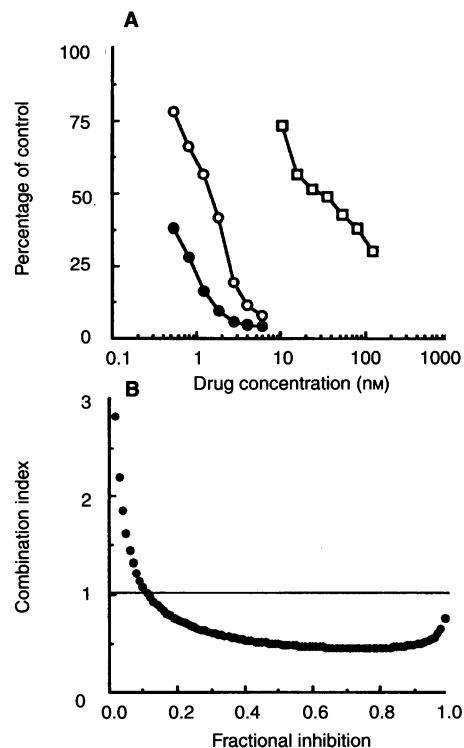 A
100
75
50
25
0
Percentage of control
0.1 1 10 100 1000
Drug concentration (nM)
B
3
2
1
0
Combination index
0.0 0.2 0.4 0.6 0.8 1.0
Fractional inhibition